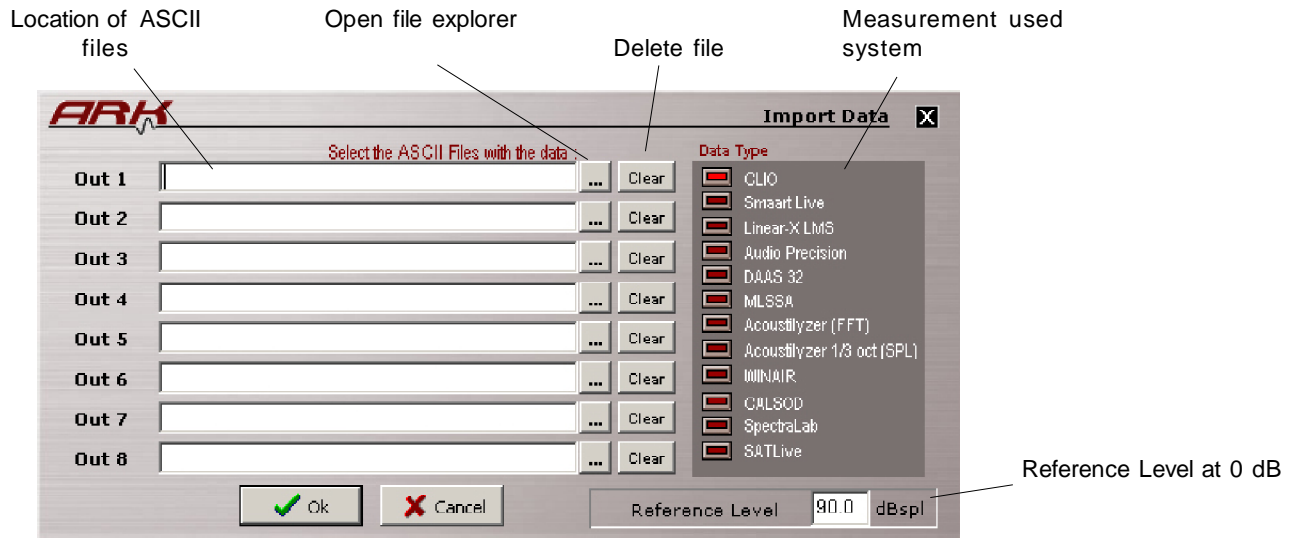 Location of ASCII files
Open file explorer
Delete file
Measurement used system
ARK
Import Data
X
Select the ASCII Files with the data :
Data Type
Out 1
...
Clear
Out 2
...
Clear
Out 3
...
Clear
Out 4
...
Clear
Out 5
...
Clear
Out 6
...
Clear
Out 7
...
Clear
Out 8
...
Clear
CLIO
Smaart Live
Linear-X LMS
Audio Precision
DAAS 32
MLSSA
Acoustilyzer (FFT)
Acoustilyzer 1/3 oct (SPL)
WINAIR
CALSOD
SpectraLab
SATLive
Ok
Cancel
Reference Level 90.0 dBspl
Reference Level at 0 dB